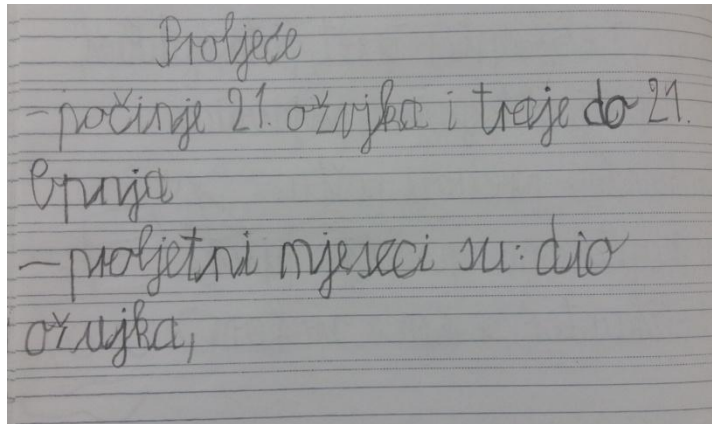 Proljeće
- počinje 21. ožujka i traje do 21.
lipnja
- proljetni mjeseci su: dio
ožujka,